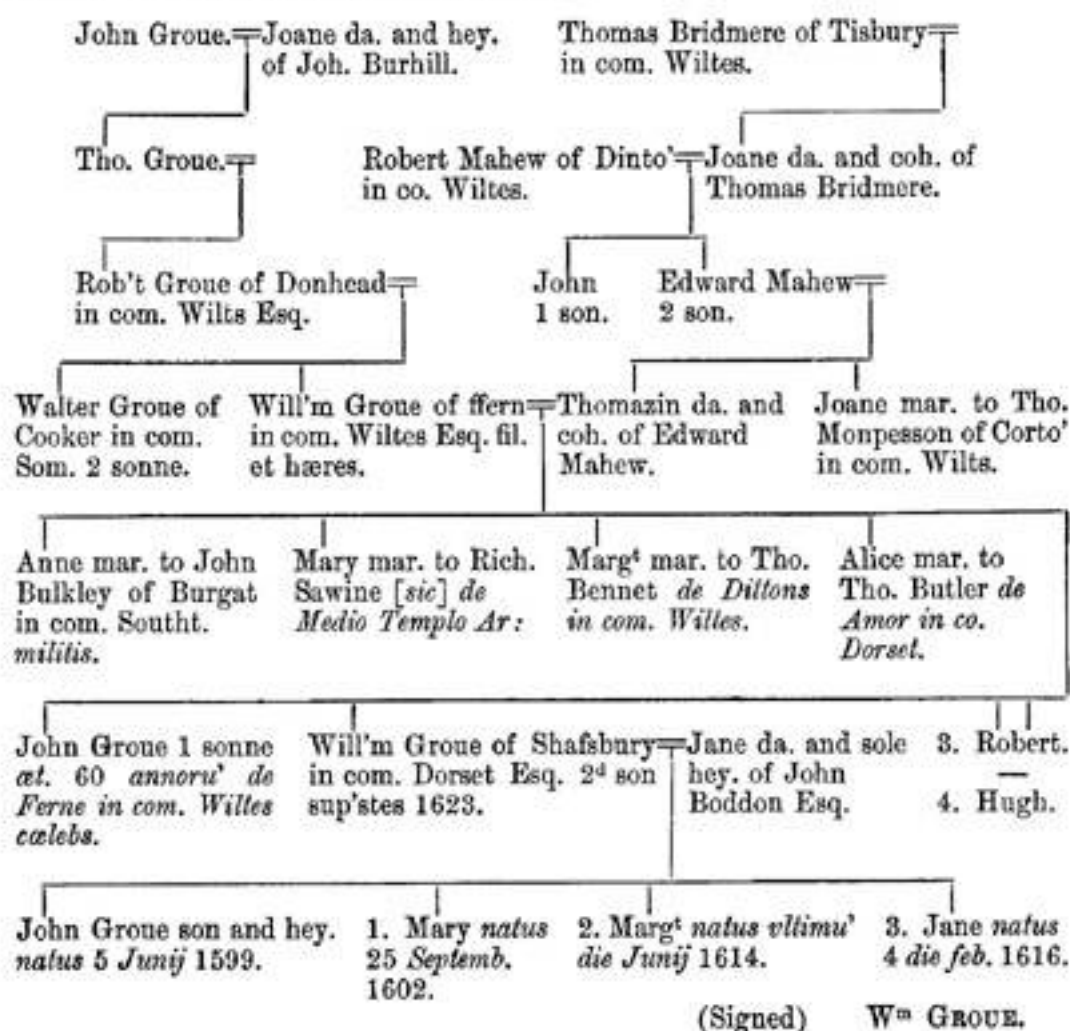 John Groue.
Joane da. and hey.
of Joh. Burhill.
Thomas Bridmere of Tisbury
in com. Wiltes.
Tho. Groue.
Robert Mahew of Dinto'
in co. Wiltes.
Joane da. and coh. of
Thomas Bridmere.
Rob't Groue of Donhead
in com. Wilts Esq.
John
1 son.
Edward Mahew
2 son.
Walter Groue of
Cooker in com.
Som. 2 sonne.
Will'm Groue of ffern
in com. Wiltes Esq. fil.
et hæres.
Thomazin da. and
coh. of Edward
Mahew.
Joane mar. to Tho.
Monpesson of Corto'
in com. Wilts.
Anne mar. to John
Bulkley of Burgat
in com. Southt.
militis.
Mary mar. to Rich.
Sawine [sic] de
Medio Templo Ar:
Margᵗ mar. to Tho.
Bennet de Diltons
in com. Wiltes.
Alice mar. to
Tho. Butler de
Amor in co.
Dorset.
John Groue 1 sonne
æt. 60 annoru' de
Ferne in com. Wiltes
cœlebs.
Will'm Groue of Shafsbury
in com. Dorset Esq. 2ᵈ son
sup'stes 1623.
Jane da. and sole
hey. of John
Boddon Esq.
3. Robert.
—
4. Hugh.
John Groue son and hey.
natus 5 Junij 1599.
1. Mary natus
25 Septemb.
1602.
2. Margᵗ natus vltimu'
die Junij 1614.
3. Jane natus
4 die feb. 1616.
(Signed) Wᵐ GROUE.